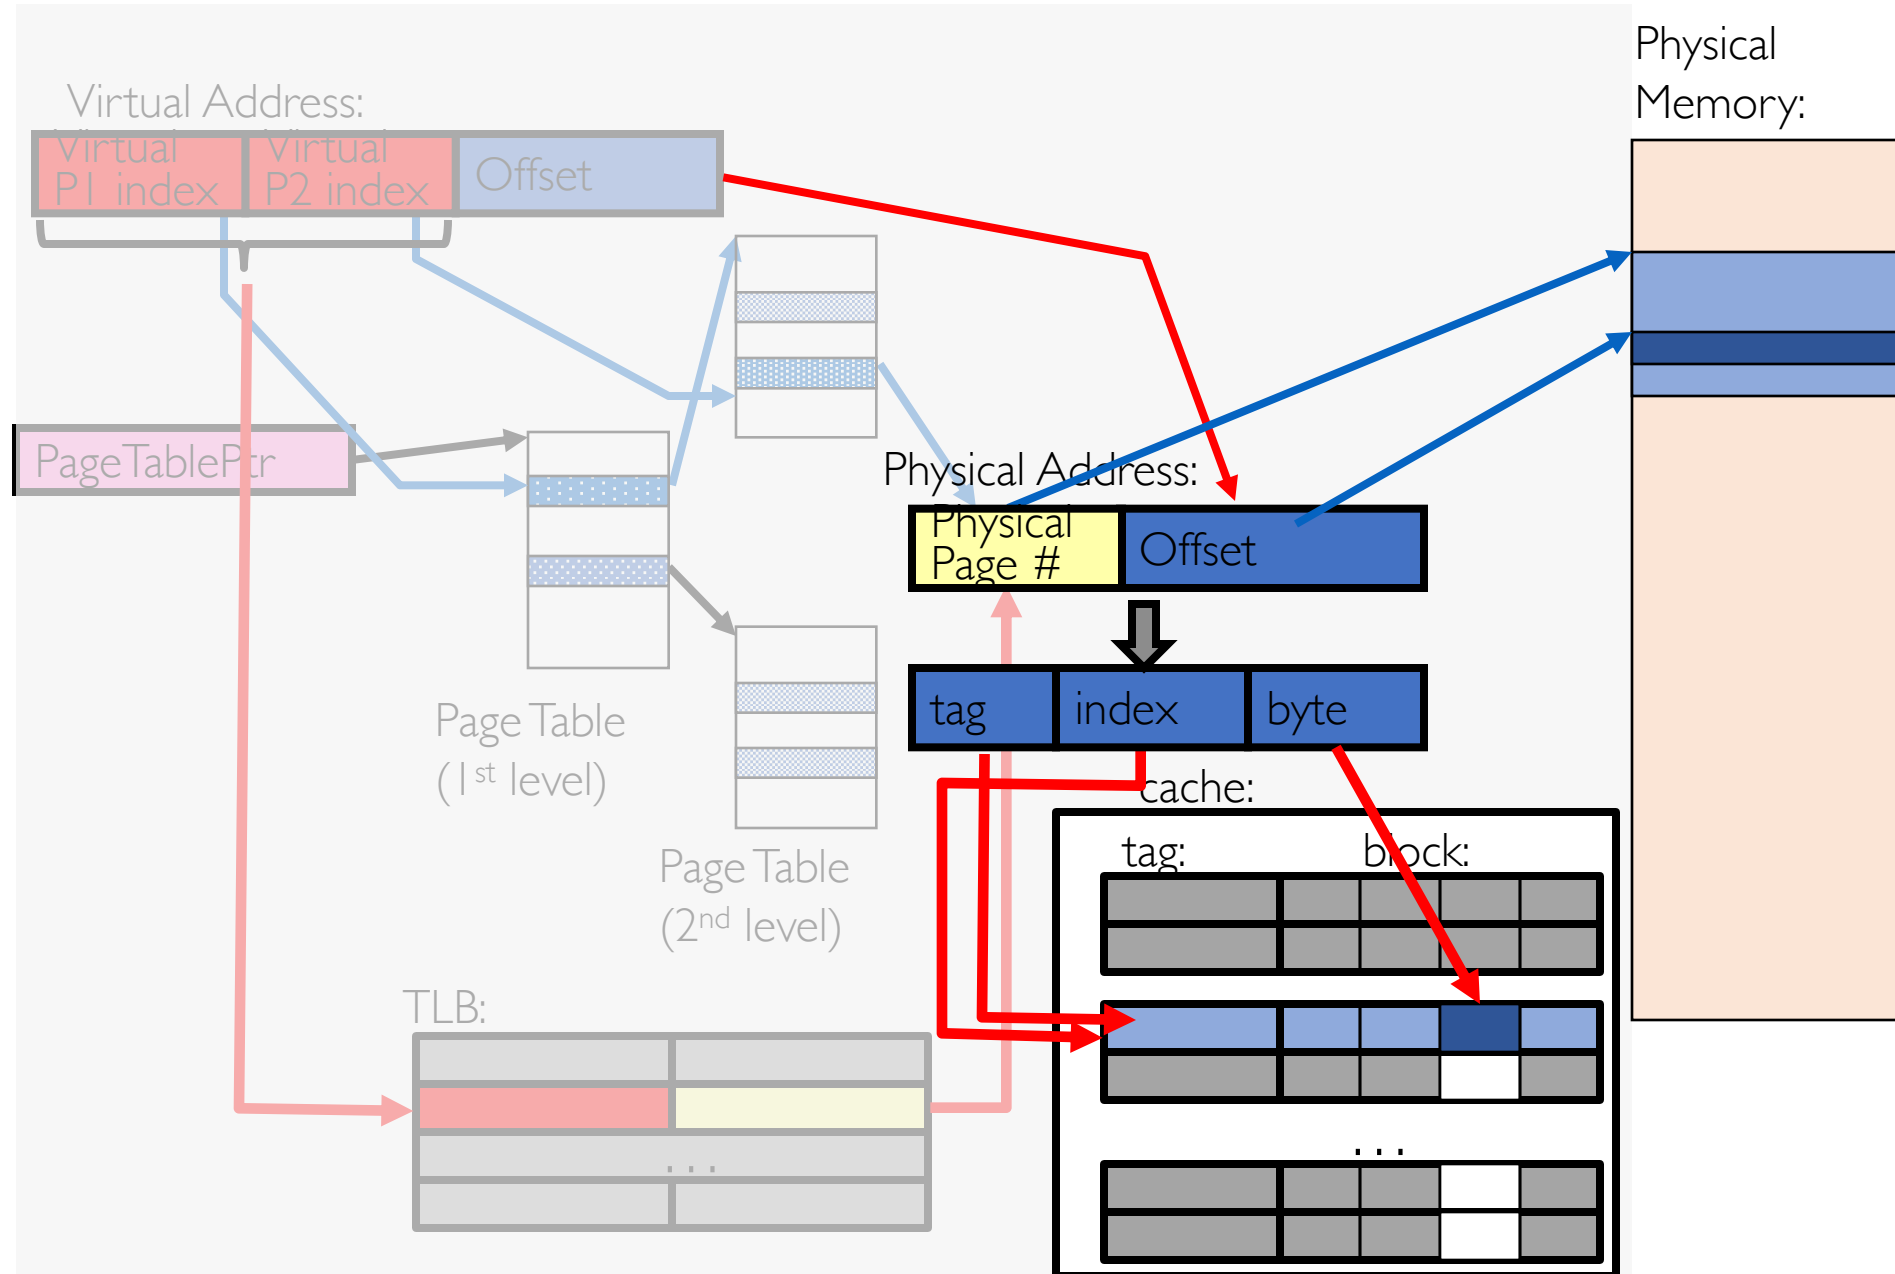 Physical
Memory:
Virtual Address:
Virtual
P1 index
Virtual
P2 index
Offset
PageTablePtr
Physical Address:
Physical
Page #
Offset
tag
index
byte
Page Table
(1st level)
cache:
tag:
block:
Page Table
(2nd level)
TLB:
...
...